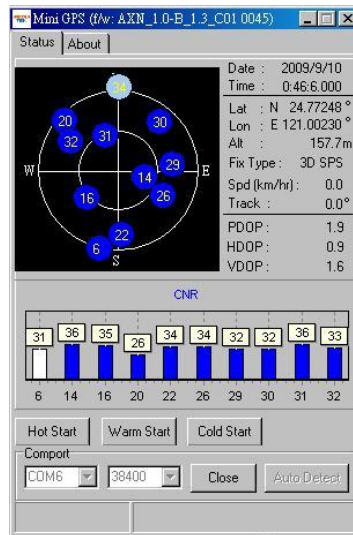 Mini GPS (f/w: AXN_1.0-B_1.3_C01 0045)
Status About
Date : 2009/9/10
Time : 0:46:6.000
Lat : N 24.77248 °
Lon : E 121.00230 °
Alt : 157.7m
Fix Type : 3D SPS
Spd (km/hr) : 0.0
Track : 0.0°
PDOP : 1.9
HDOP : 0.9
VDOP : 1.6
34
20
30
32
31
W
29
E
14
16
26
22
6
S
CNR
31 36 35 26 34 34 32 32 36 33
6 14 16 20 22 26 29 30 31 32
Hot Start Warm Start Cold Start
Comport
COM6 38400 Close Auto Detect